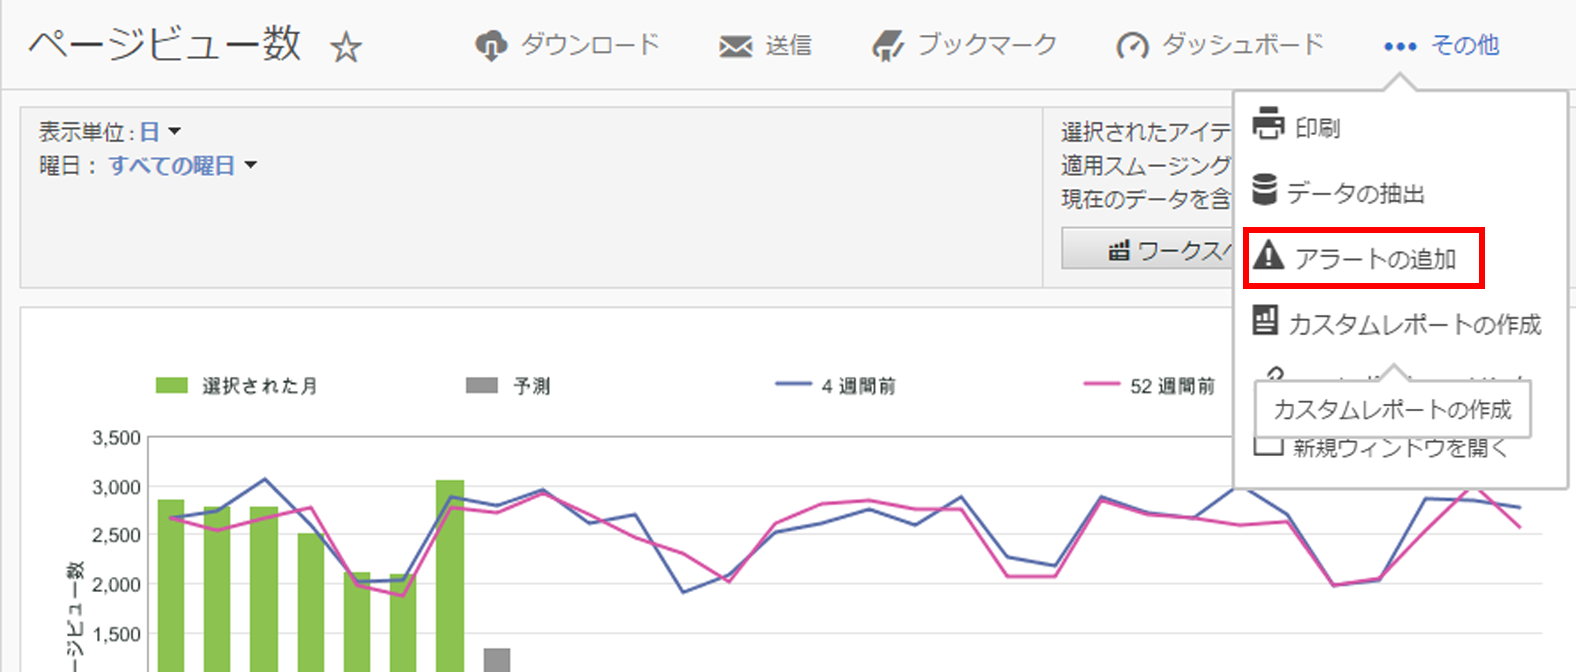 ページビュー数
ダウンロード
送信
ブックマーク
ダッシュボード
その他
表示単位: 日
曜日: すべての曜日
選択されたアイテ
適用スムージング
現在のデータを含
ワークスペ
印刷
データの抽出
アラートの追加
カスタムレポートの作成
カスタムレポートの作成
新規ウィンドウを開く
選択された月
予測
4 週間前
52 週間前
3,500
3,000
2,500
2,000
1,500
ージビュー数